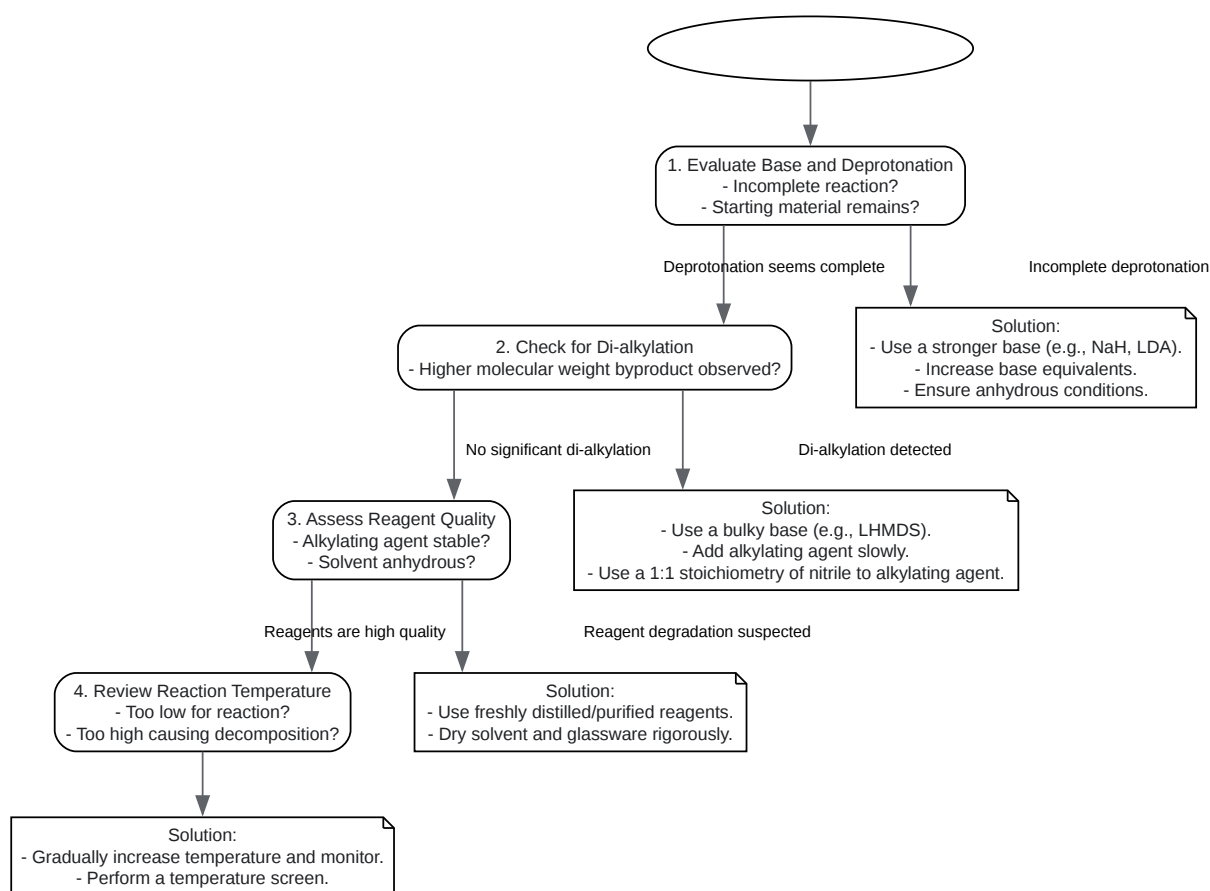 1. Evaluate Base and Deprotonation
- Incomplete reaction?
- Starting material remains?
Deprotonation seems complete
Incomplete deprotonation
Solution:
- Use a stronger base (e.g., NaH, LDA).
- Increase base equivalents.
- Ensure anhydrous conditions.
2. Check for Di-alkylation
- Higher molecular weight byproduct observed?
No significant di-alkylation
Di-alkylation detected
Solution:
- Use a bulky base (e.g., LHMDS).
- Add alkylating agent slowly.
- Use a 1:1 stoichiometry of nitrile to alkylating agent.
3. Assess Reagent Quality
- Alkylating agent stable?
- Solvent anhydrous?
Reagents are high quality
Reagent degradation suspected
Solution:
- Use freshly distilled/purified reagents.
- Dry solvent and glassware rigorously.
4. Review Reaction Temperature
- Too low for reaction?
- Too high causing decomposition?
Solution:
- Gradually increase temperature and monitor.
- Perform a temperature screen.